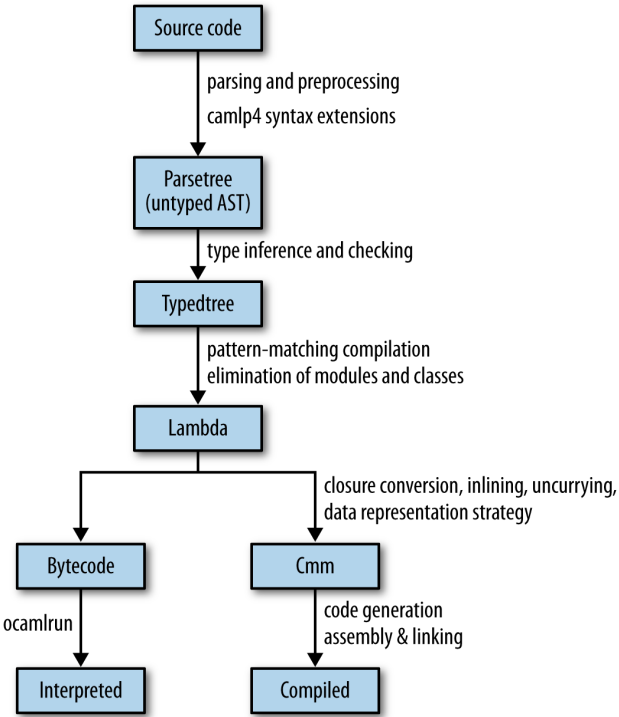 Source code
parsing and preprocessing
camlp4 syntax extensions
Parsetree
(untyped AST)
type inference and checking
Typedtree
pattern-matching compilation
elimination of modules and classes
Lambda
closure conversion, inlining, uncurrying,
data representation strategy
Bytecode
Cmm
ocamlrun
code generation
assembly & linking
Interpreted
Compiled